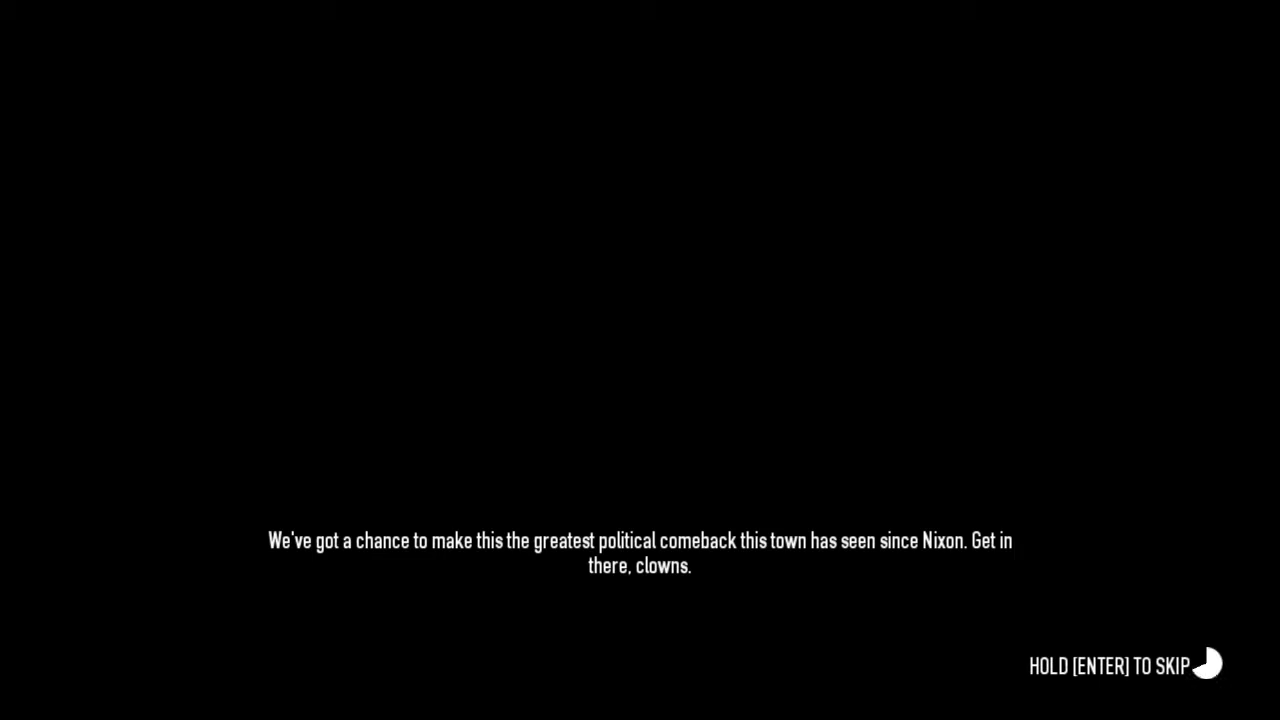 We've got a chance to make this the greatest political comeback this town has seen since Nixon. Get in
there, clowns.
HOLD [ENTER] TO SKIP